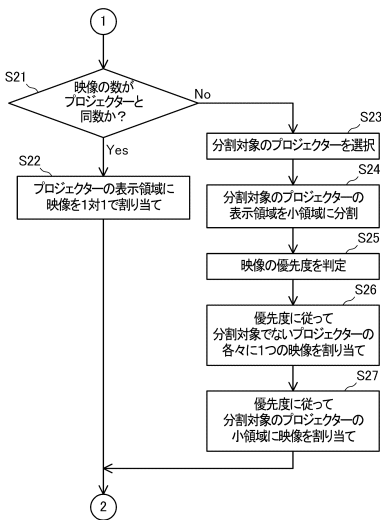 1
S21
映像の数が
プロジェクターと
同数か？
No
Yes
S22
プロジェクターの表示領域に
映像を1対1で割り当て
S23
分割対象のプロジェクターを選択
S24
分割対象のプロジェクターの
表示領域を小領域に分割
S25
映像の優先度を判定
S26
優先度に従って
分割対象でないプロジェクターの
各々に1つの映像を割り当て
S27
優先度に従って
分割対象のプロジェクターの
小領域に映像を割り当て
2